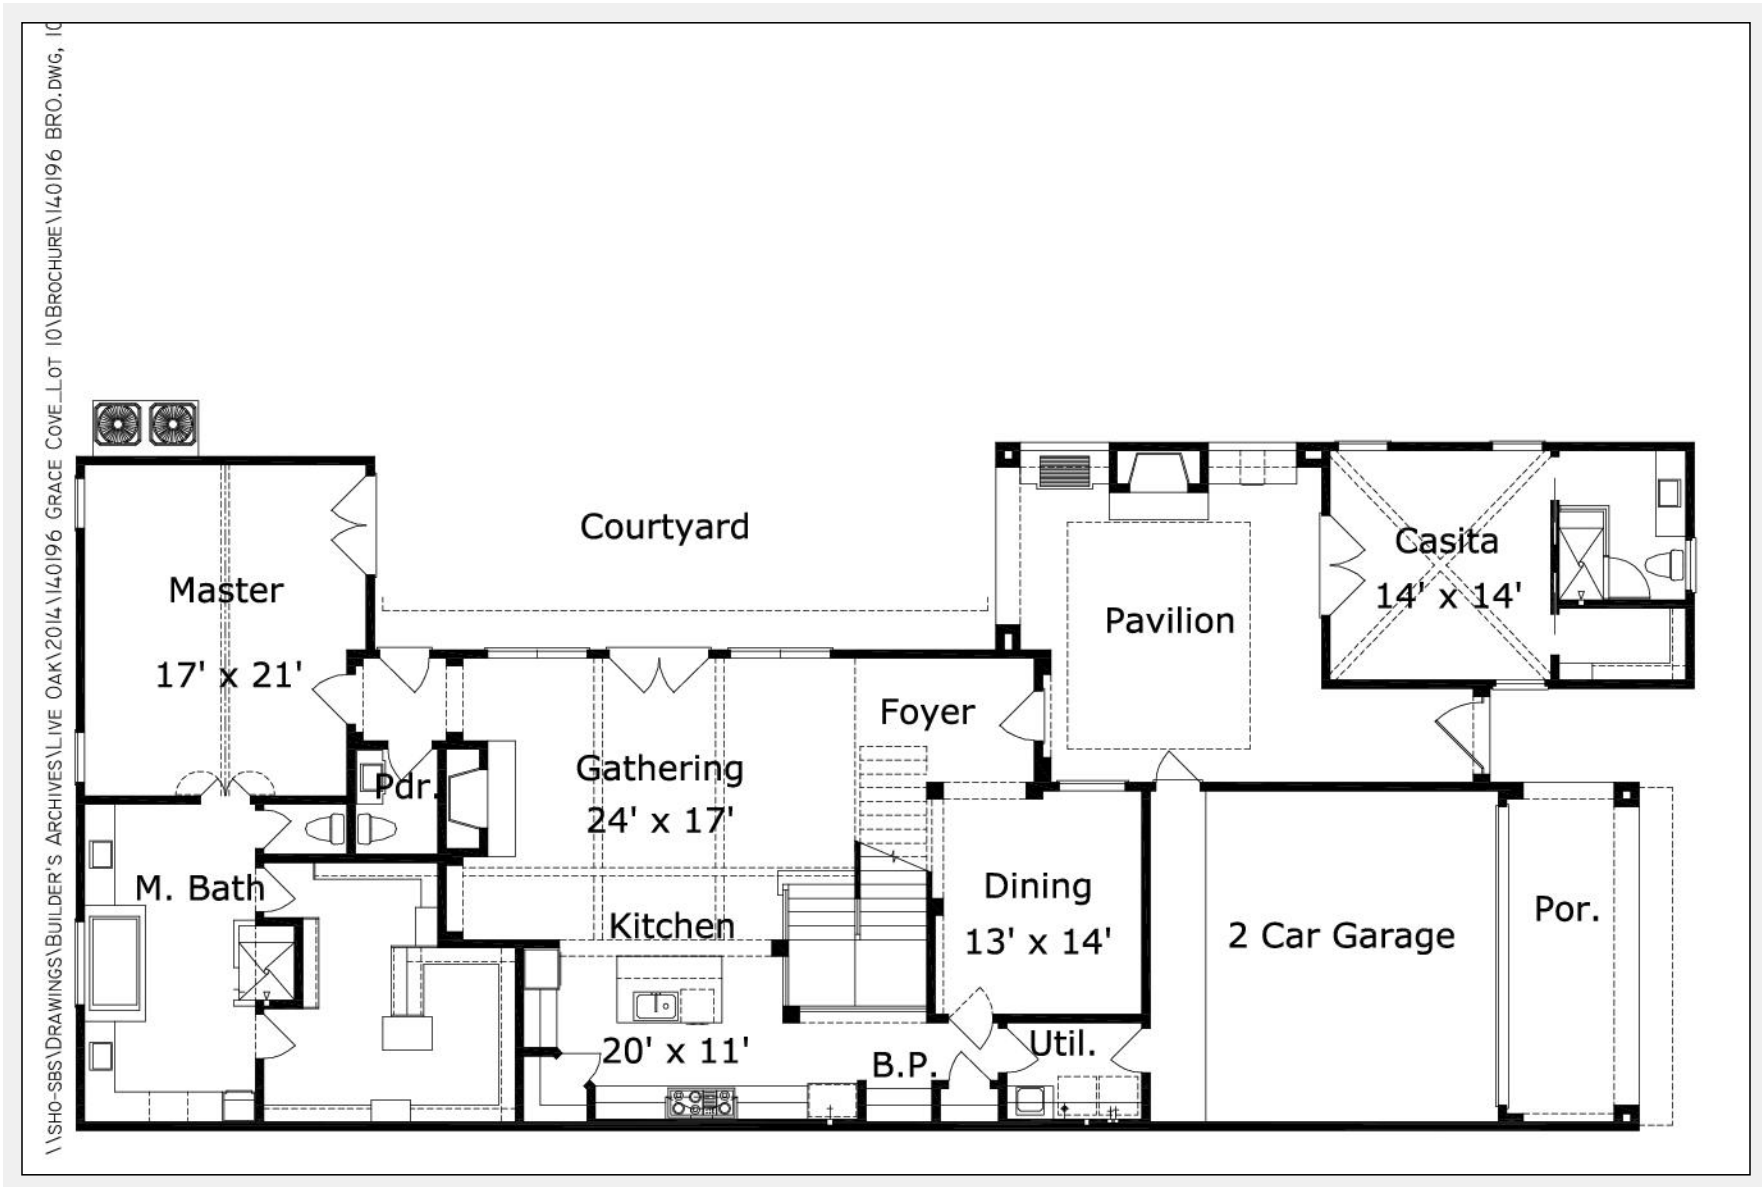 \\SHO-SBS\DRAWINGS\BUILDER'S ARCHIVES\LIVE OAK\2014\140196 GRACE COVE_LOT 10\BROCHURE\140196 BRO.DWG,
Courtyard
Casita
14' x 14'
Master
17' x 21'
Pavilion
Foyer
Gathering
24' x 17'
Pdr.
M. Bath
Dining
13' x 14'
Kitchen
20' x 11'
2 Car Garage
Por.
B.P.
Util.